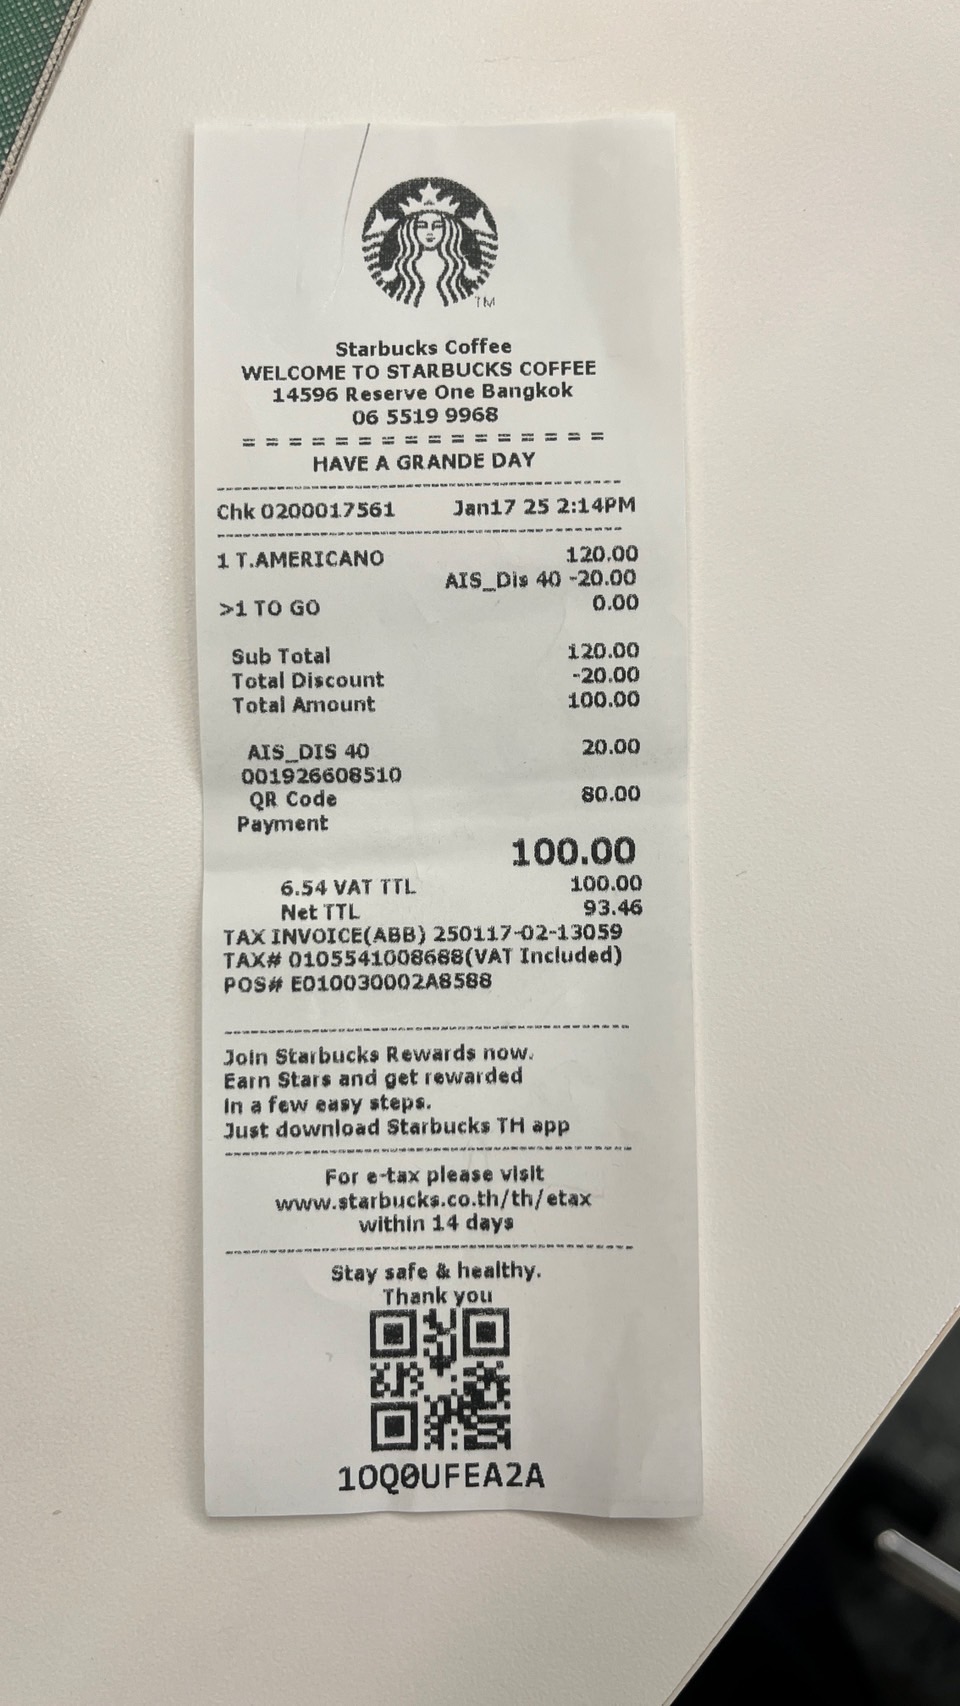 TM
Starbucks Coffee
WELCOME TO STARBUCKS COFFEE
14596 Reserve One Bangkok
06 5519 9968
= = = = = = = = = = = = = = = =
HAVE A GRANDE DAY
Chk 0200017561 Jan17 25 2:14PM
1 T.AMERICANO 120.00
AIS_Dis 40 -20.00
>1 TO GO 0.00
Sub Total 120.00
Total Discount -20.00
Total Amount 100.00
AIS_DIS 40 20.00
001926608510
QR Code 80.00
Payment
100.00
6.54 VAT TTL 100.00
Net TTL 93.46
TAX INVOICE(ABB) 250117-02-13059
TAX# 0105541008688(VAT Included)
POS# E010030002A8588
Join Starbucks Rewards now.
Earn Stars and get rewarded
in a few easy steps.
Just download Starbucks TH app
For e-tax please visit
www.starbucks.co.th/th/etax
within 14 days
Stay safe & healthy.
Thank you
10Q0UFEA2A